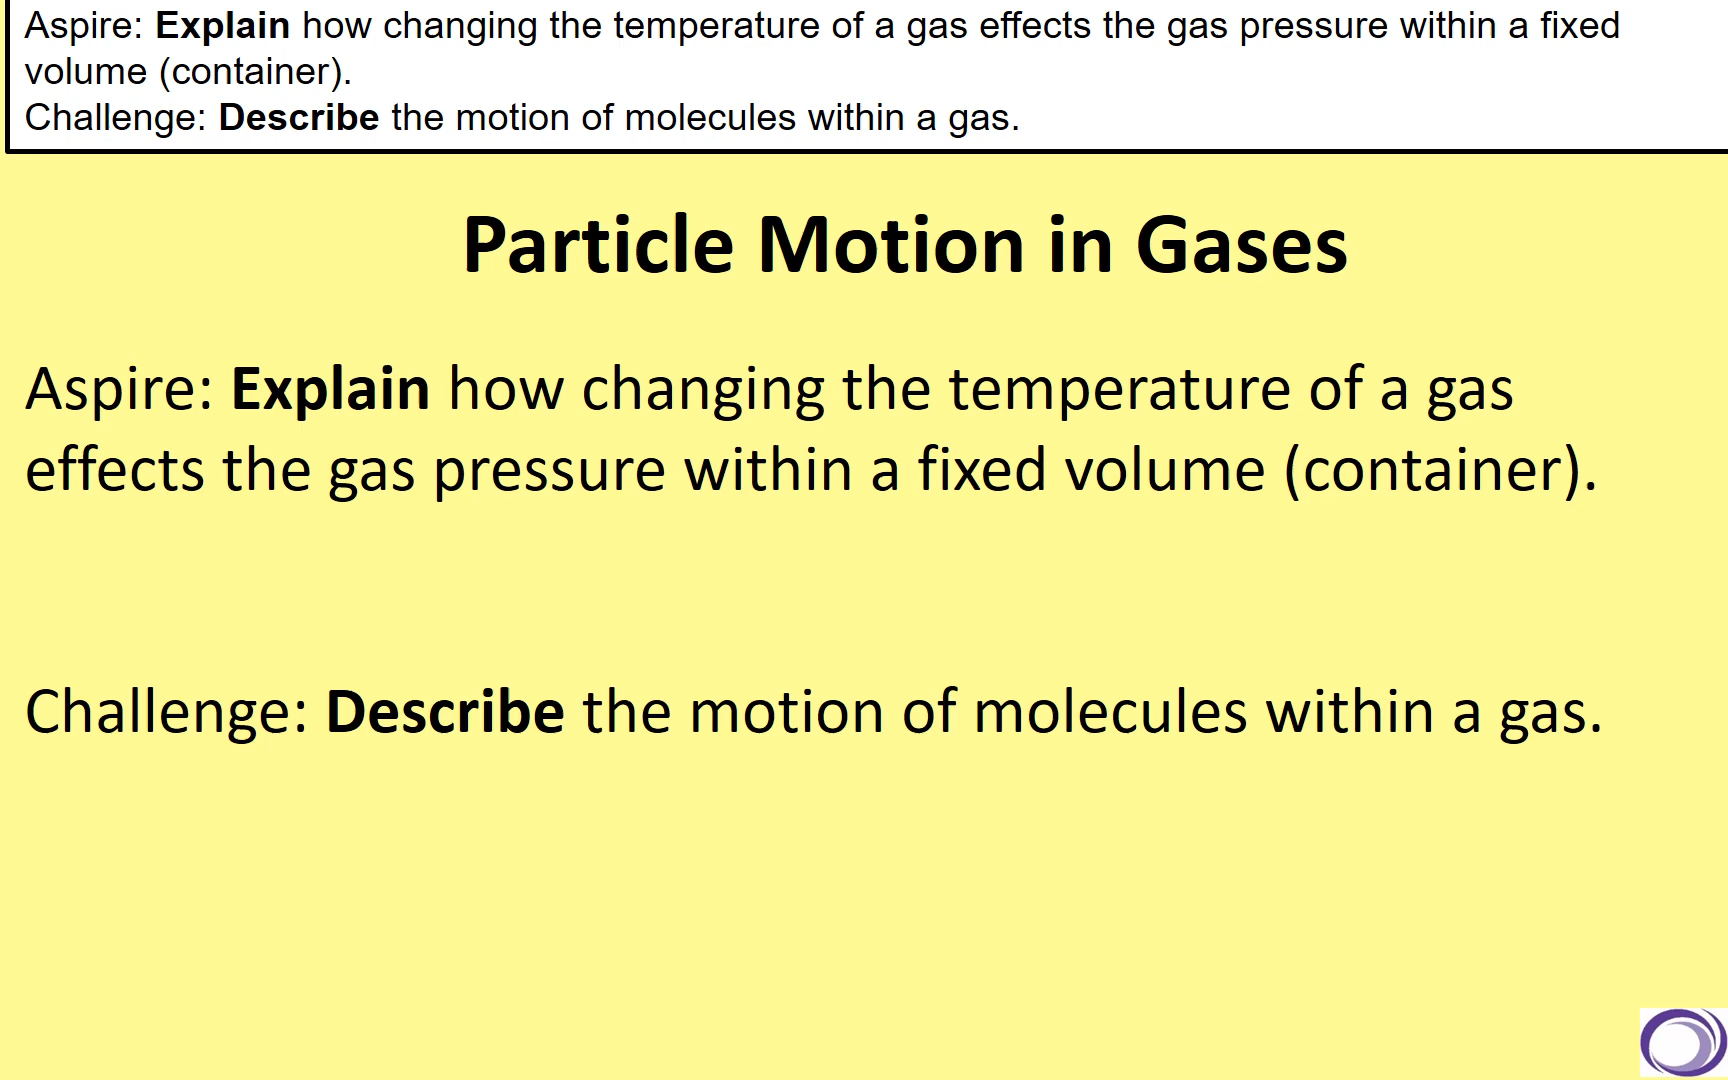 Aspire: Explain how changing the temperature of a gas effects the gas pressure within a fixed
volume (container).
Challenge: Describe the motion of molecules within a gas.
Particle Motion in Gases
Aspire: Explain how changing the temperature of a gas
effects the gas pressure within a fixed volume (container).
Challenge: Describe the motion of molecules within a gas.